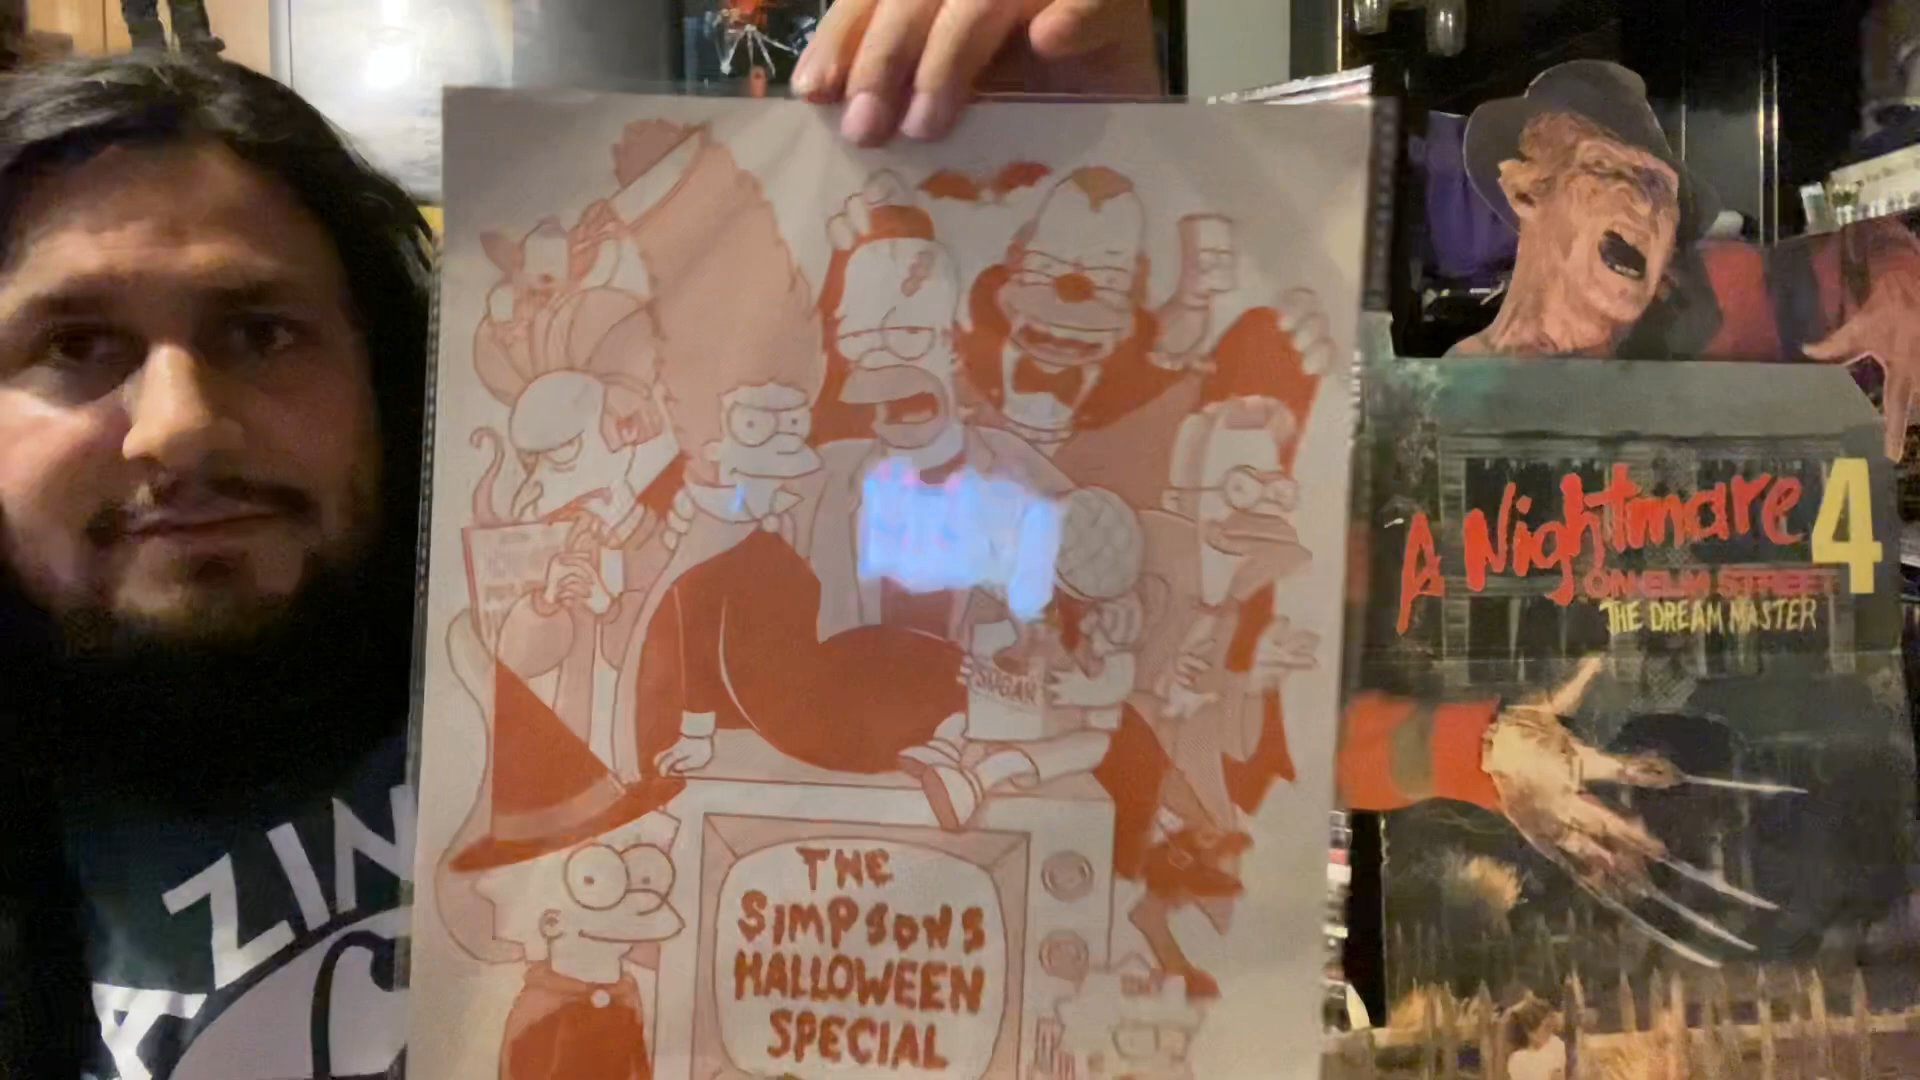 ZIN
M
SUGAR
THE
SIMPSONS
HALLOWEEN
SPECIAL
A Nightmare 4
ON ELM STREET
THE DREAM MASTER